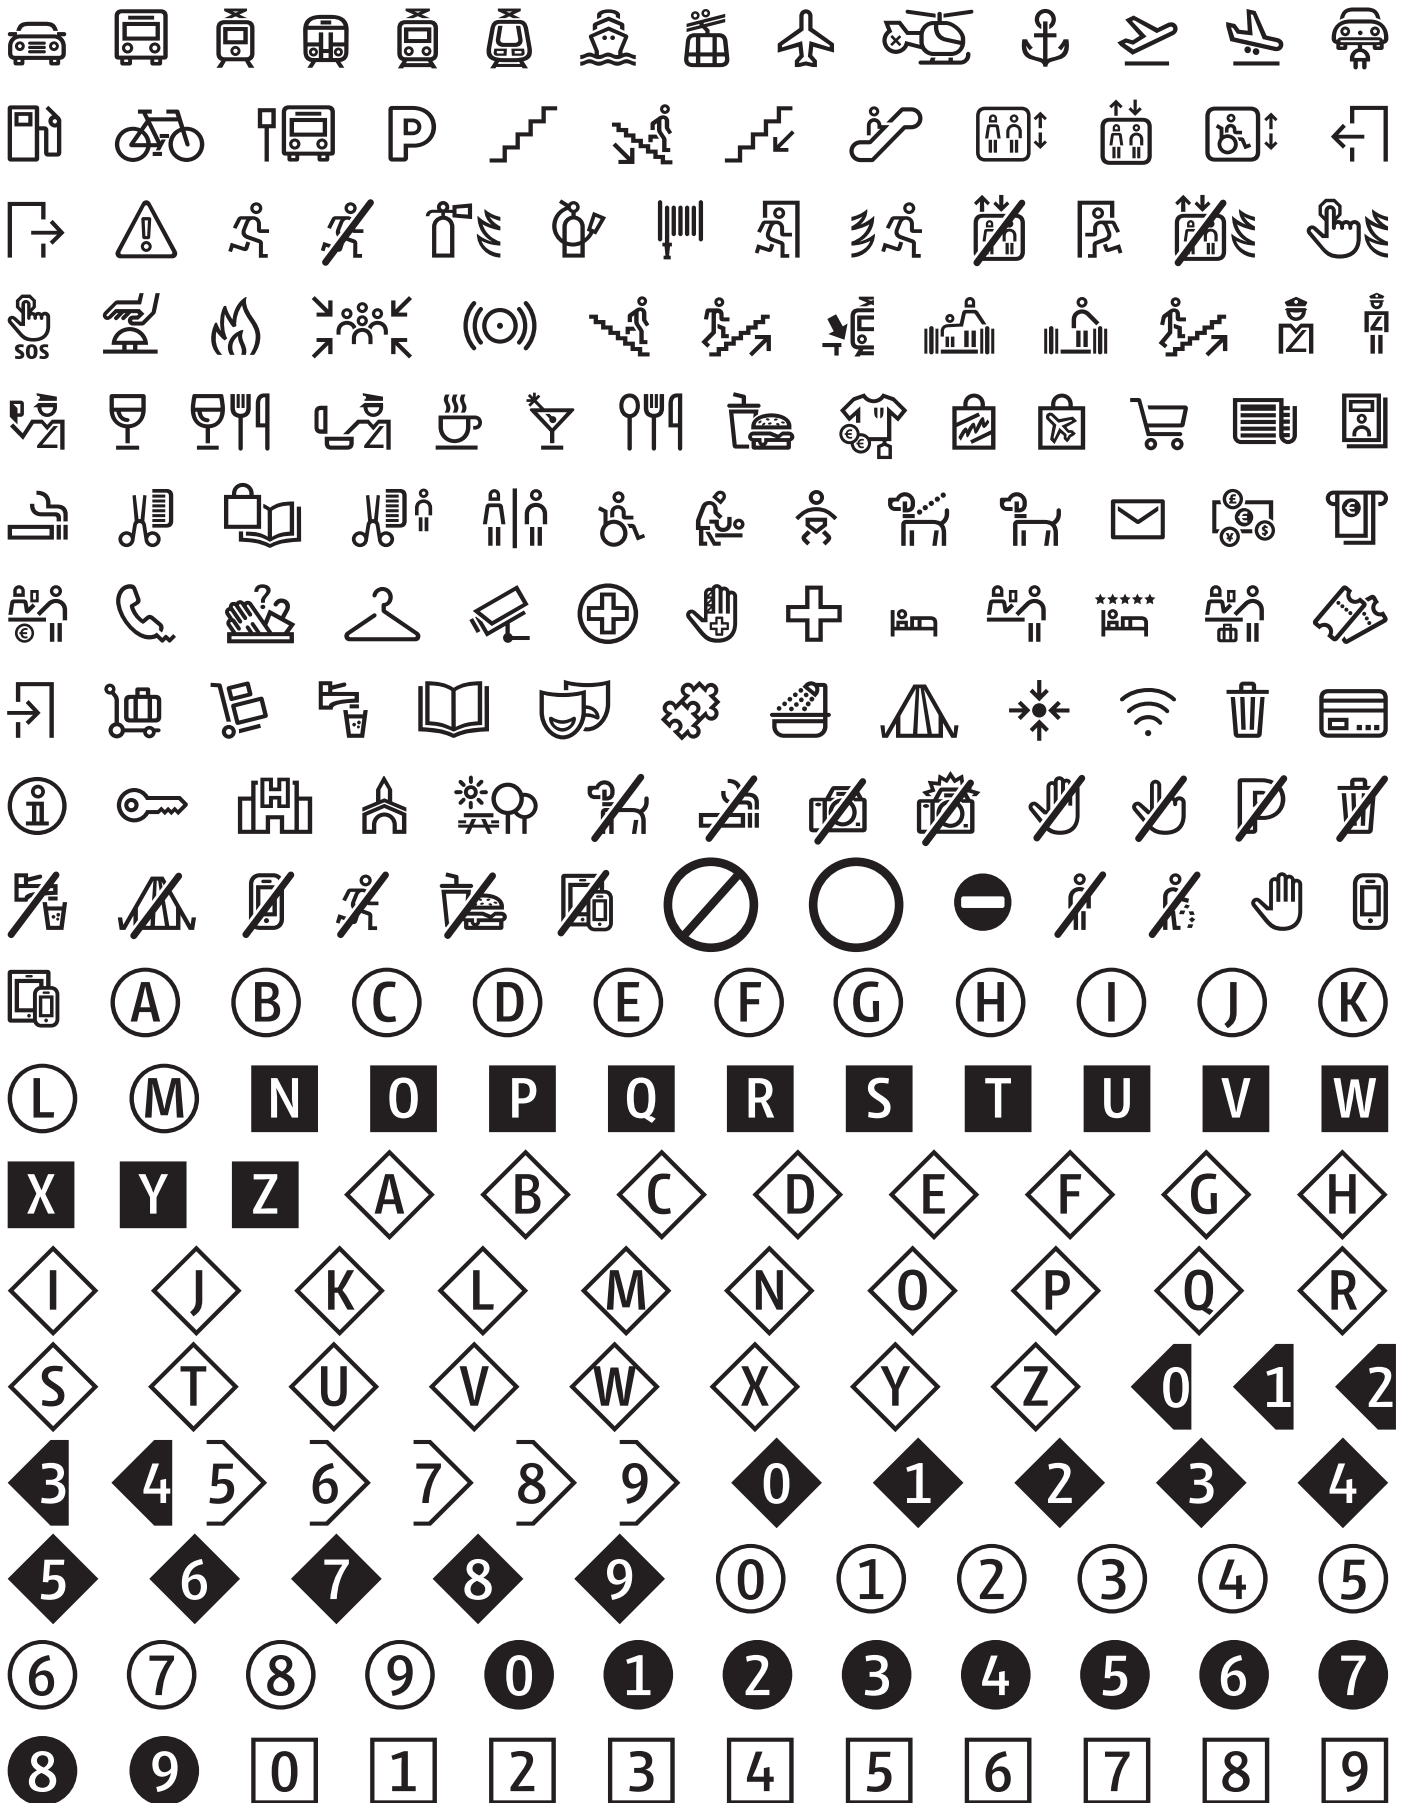 P
SOS
€ €
£ € ¥ $
€
€ ?
i H P
A B C D E F G H I J K
L M N O P Q R S T U V W
X Y Z A B C D E F G H
I J K L M N O P Q R
S T U V W X Y Z 0 1 2
3 4 5 6 7 8 9 0 1 2 3 4
5 6 7 8 9 0 1 2 3 4 5
6 7 8 9 0 1 2 3 4 5 6 7
8 9 0 1 2 3 4 5 6 7 8 9